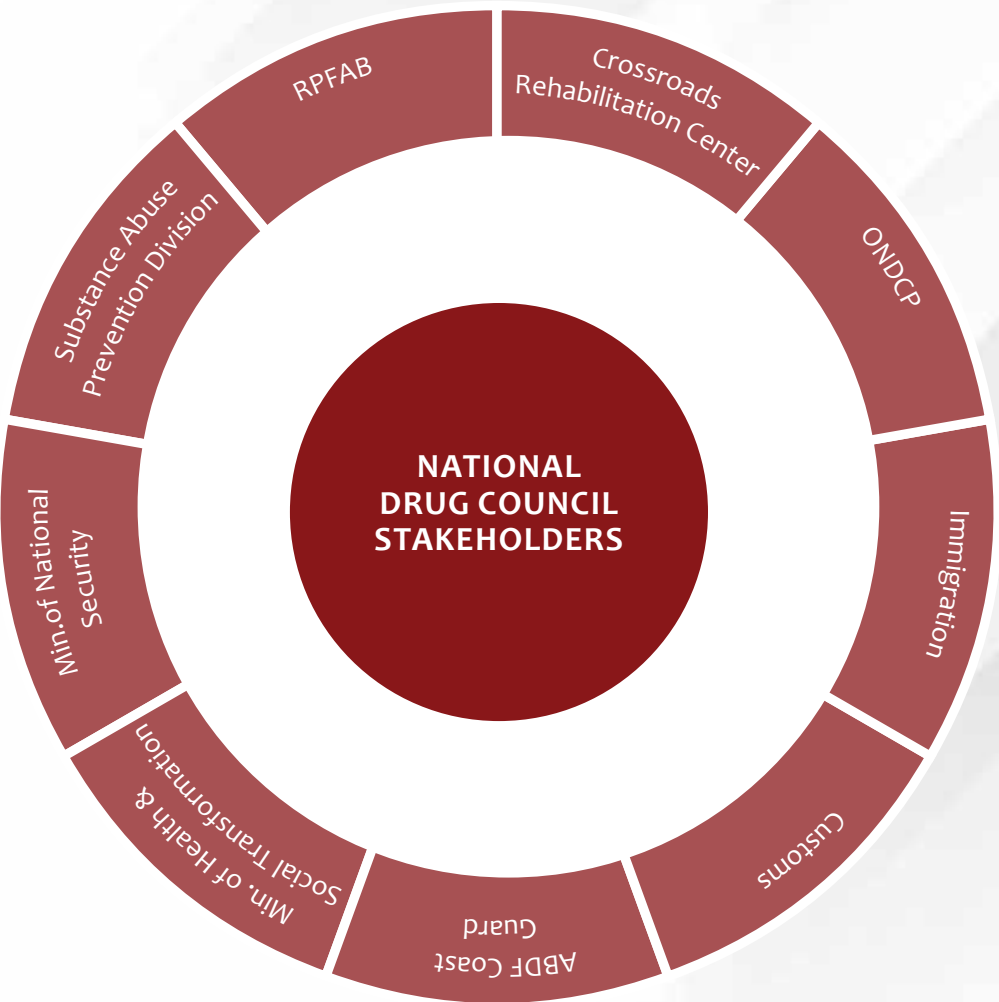 NATIONAL
DRUG COUNCIL
STAKEHOLDERS
Crossroads
Rehabilitation Center
ONDCP
Immigration
Customs
ABDF Coast
Guard
Min. of Health &
Social Transformation
Min.of National
Security
Substance Abuse
Prevention Division
RPFAB